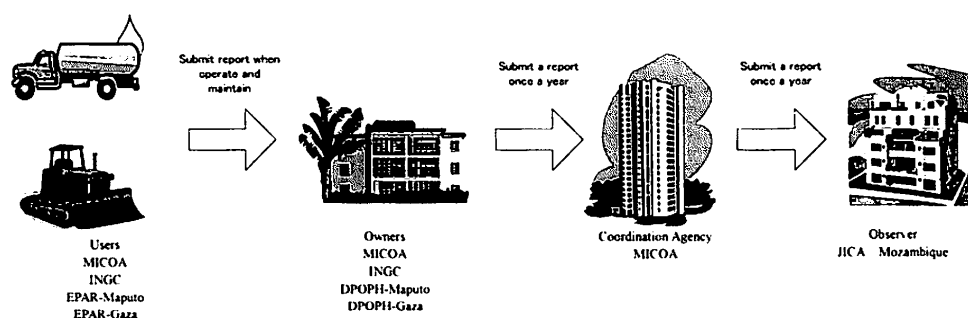 Submit report when
operate and
maintain
Submit a report
once a year
Submit a report
once a year
Users
MICOA
INGC
EPAR-Maputo
EPAR-Gaza
Owners
MICOA
INGC
DPOPH-Maputo
DPOPH-Gaza
Coordination Agency
MICOA
Observer
JICA Mozambique